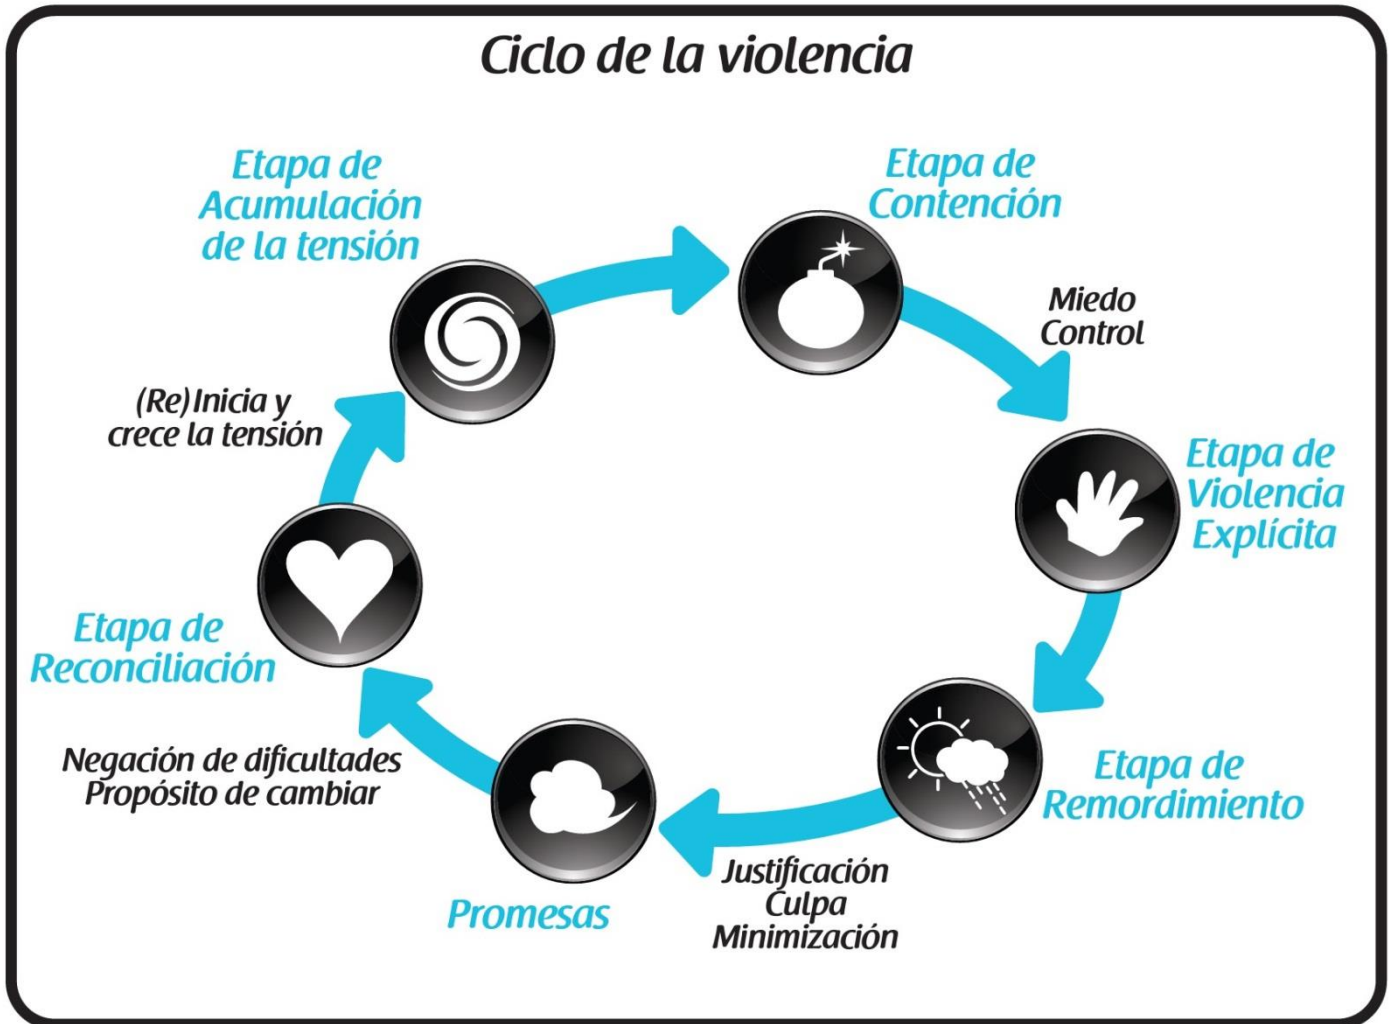 Ciclo de la violencia
Etapa de
Acumulación
de la tensión
Etapa de
Contención
Miedo
Control
Etapa de
Violencia
Explícita
Etapa de
Remordimiento
Justificación
Culpa
Minimización
Promesas
Negación de dificultades
Propósito de cambiar
Etapa de
Reconciliación
(Re)Inicia y
crece la tensión